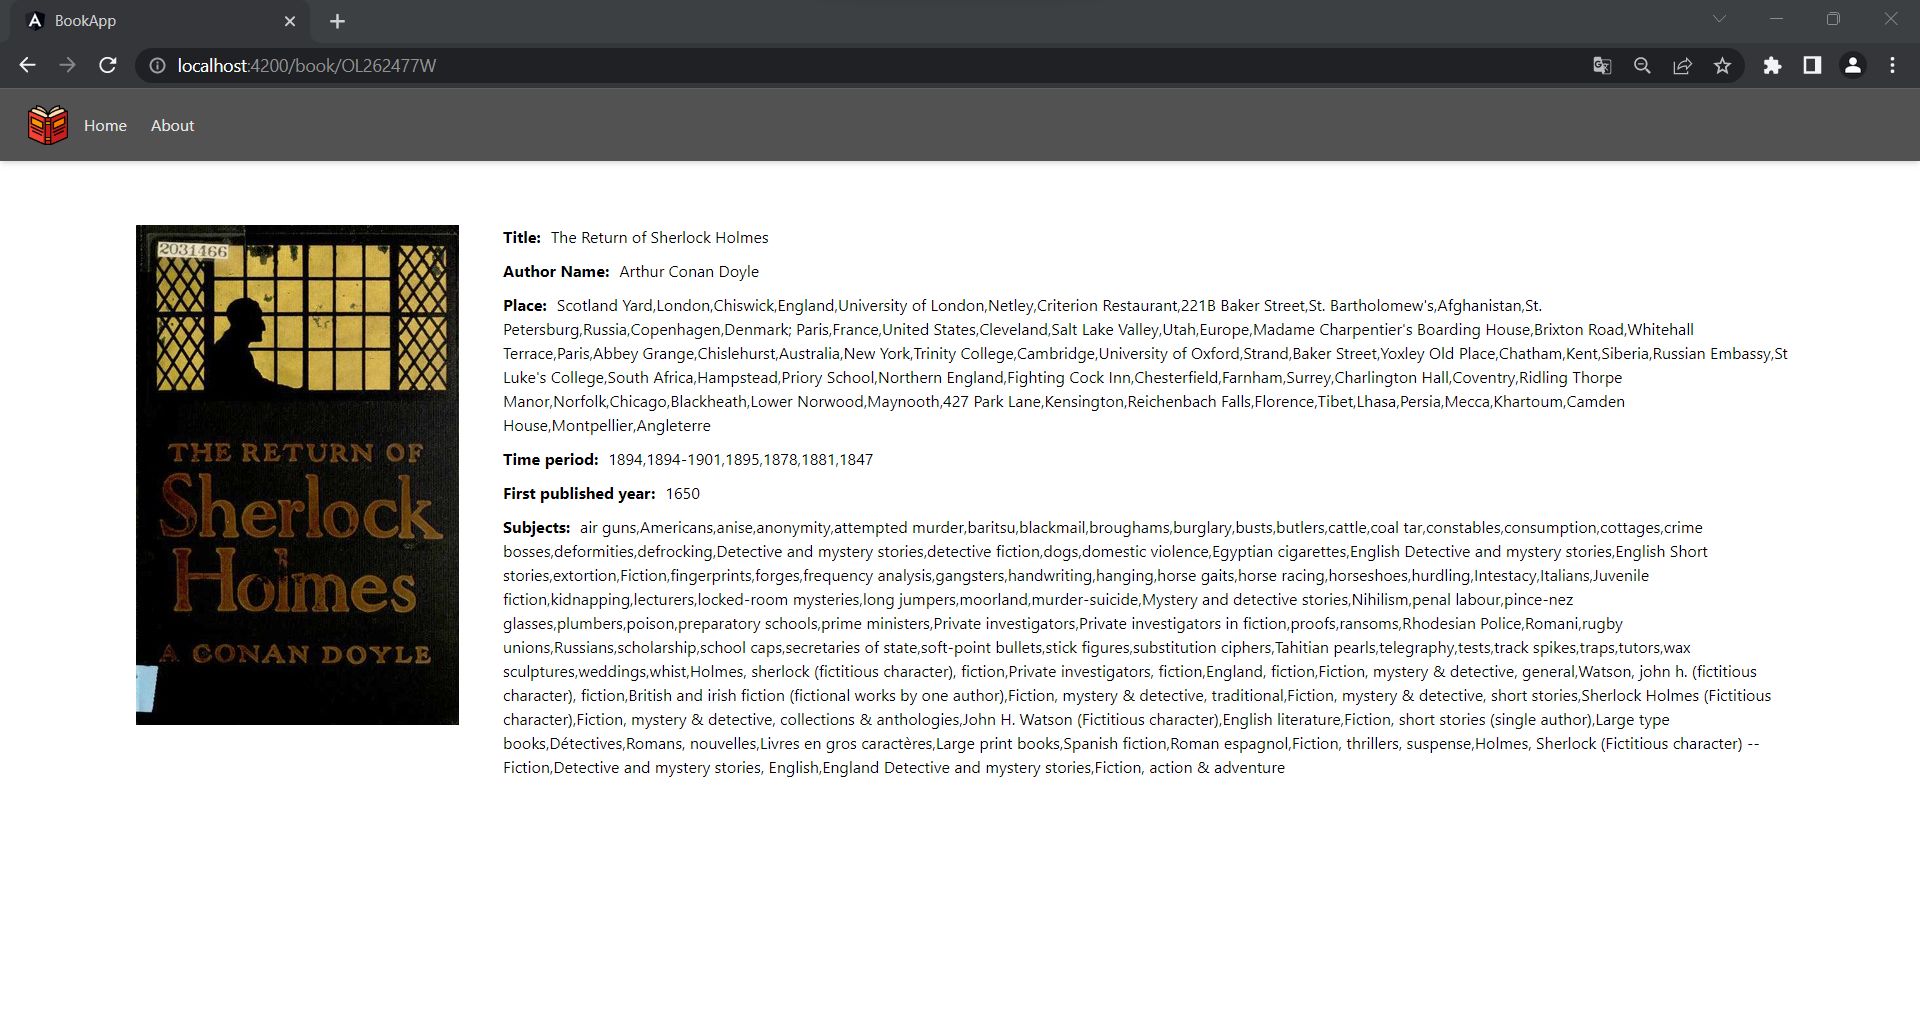 BookApp
localhost:4200/book/OL262477W
Home About
2031466
THE RETURN OF
Sherlock
Holmes
A CONAN DOYLE
Title: The Return of Sherlock Holmes
Author Name: Arthur Conan Doyle
Place: Scotland Yard,London,Chiswick,England,University of London,Netley,Criterion Restaurant,221B Baker Street,St. Bartholomew's,Afghanistan,St.
Petersburg,Russia,Copenhagen,Denmark; Paris,France,United States,Cleveland,Salt Lake Valley,Utah,Europe,Madame Charpentier's Boarding House,Brixton Road,Whitehall
Terrace,Paris,Abbey Grange,Chislehurst,Australia,New York,Trinity College,Cambridge,University of Oxford,Strand,Baker Street,Yoxley Old Place,Chatham,Kent,Siberia,Russian Embassy,St
Luke's College,South Africa,Hampstead,Priory School,Northern England,Fighting Cock Inn,Chesterfield,Farnham,Surrey,Charlington Hall,Coventry,Ridling Thorpe
Manor,Norfolk,Chicago,Blackheath,Lower Norwood,Maynooth,427 Park Lane,Kensington,Reichenbach Falls,Florence,Tibet,Lhasa,Persia,Mecca,Khartoum,Camden
House,Montpellier,Angleterre
Time period: 1894,1894-1901,1895,1878,1881,1847
First published year: 1650
Subjects: air guns,Americans,anise,anonymity,attempted murder,baritsu,blackmail,broughams,burglary,busts,butlers,cattle,coal tar,constables,consumption,cottages,crime
bosses,deformities,defrocking,Detective and mystery stories,detective fiction,dogs,domestic violence,Egyptian cigarettes,English Detective and mystery stories,English Short
stories,extortion,Fiction,fingerprints,forges,frequency analysis,gangsters,handwriting,hanging,horse gaits,horse racing,horseshoes,hurdling,Intestacy,Italians,Juvenile
fiction,kidnapping,lecturers,locked-room mysteries,long jumpers,moorland,murder-suicide,Mystery and detective stories,Nihilism,penal labour,pince-nez
glasses,plumbers,poison,preparatory schools,prime ministers,Private investigators,Private investigators in fiction,proofs,ransoms,Rhodesian Police,Romani,rugby
unions,Russians,scholarship,school caps,secretaries of state,soft-point bullets,stick figures,substitution ciphers,Tahitian pearls,telegraphy,tests,track spikes,traps,tutors,wax
sculptures,weddings,whist,Holmes, sherlock (fictitious character), fiction,Private investigators, fiction,England, fiction,Fiction, mystery & detective, general,Watson, john h. (fictitious
character), fiction,British and irish fiction (fictional works by one author),Fiction, mystery & detective, traditional,Fiction, mystery & detective, short stories,Sherlock Holmes (Fictitious
character),Fiction, mystery & detective, collections & anthologies,John H. Watson (Fictitious character),English literature,Fiction, short stories (single author),Large type
books,Détectives,Romans, nouvelles,Livres en gros caractères,Large print books,Spanish fiction,Roman espagnol,Fiction, thrillers, suspense,Holmes, Sherlock (Fictitious character) --
Fiction,Detective and mystery stories, English,England Detective and mystery stories,Fiction, action & adventure